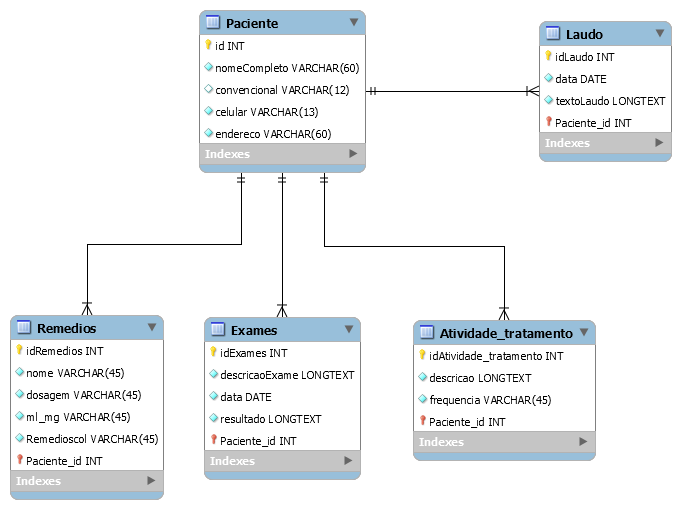 Paciente
id INT
nomeCompleto VARCHAR(60)
convencional VARCHAR(12)
celular VARCHAR(13)
endereco VARCHAR(60)
Indexes
Laudo
idLaudo INT
data DATE
textoLaudo LONGTEXT
Paciente_id INT
Indexes
Remedios
idRemedios INT
nome VARCHAR(45)
dosagem VARCHAR(45)
ml_mg VARCHAR(45)
Remedioscol VARCHAR(45)
Paciente_id INT
Indexes
Exames
idExames INT
descricaoExame LONGTEXT
data DATE
resultado LONGTEXT
Paciente_id INT
Indexes
Atividade_tratamento
idAtividade_tratamento INT
descricao LONGTEXT
frequencia VARCHAR(45)
Paciente_id INT
Indexes